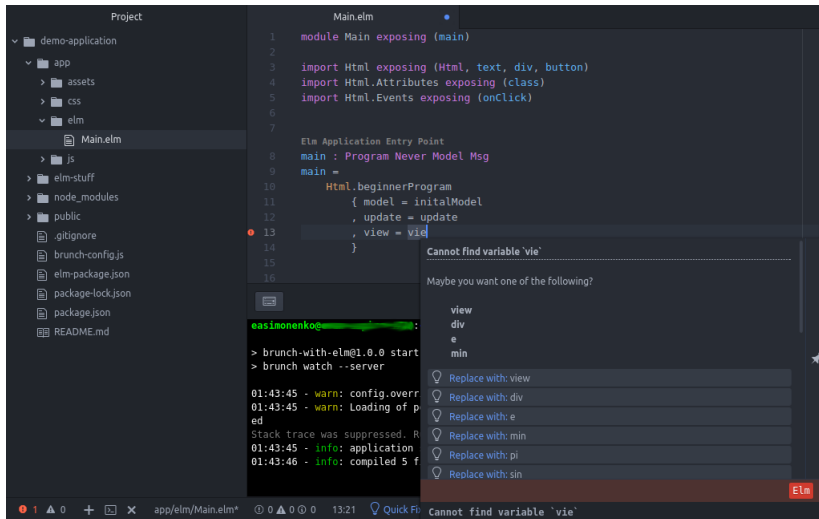 Project
demo-application
app
assets
css
elm
Main.elm
js
elm-stuff
node_modules
public
.gitignore
brunch-config.js
elm-package.json
package-lock.json
package.json
README.md
Main.elm
1 module Main exposing (main)
2
3 import Html exposing (Html, text, div, button)
4 import Html.Attributes exposing (class)
5 import Html.Events exposing (onClick)
6
7
Elm Application Entry Point
8 main : Program Never Model Msg
9 main =
10 Html.beginnerProgram
11 { model = initalModel
12 , update = update
13 , view = vie
14 }
15
16
Cannot find variable `vie`
Maybe you want one of the following?
view
div
e
min
Replace with: view
Replace with: div
Replace with: e
Replace with: min
Replace with: pi
Replace with: sin
Elm
Cannot find variable `vie`
easimonenko@ :
> brunch-with-elm@1.0.0 start
> brunch watch --server
01:43:45 - warn: config.overr
01:43:45 - warn: Loading of p
ed
Stack trace was suppressed. R
01:43:45 - info: application
01:43:46 - info: compiled 5 f
1 0 app/elm/Main.elm* 0 0 0 13:21 Quick Fi